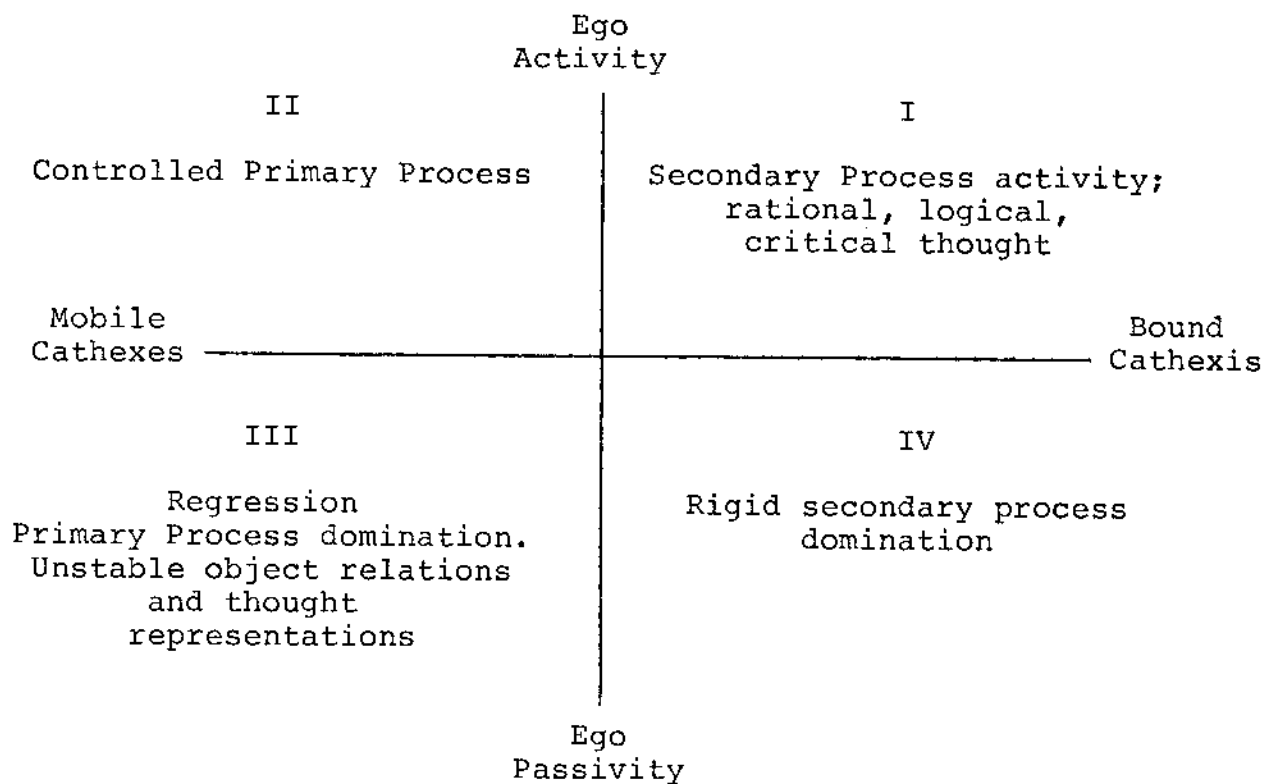 Ego
Activity
II
I
Controlled Primary Process
Secondary Process activity;
rational, logical,
critical thought
Mobile
Cathexes
Bound
Cathexis
III
IV
Regression
Primary Process domination.
Unstable object relations
and thought
representations
Rigid secondary process
domination
Ego
Passivity